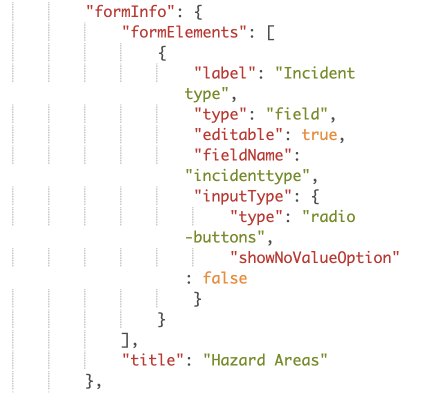 "formInfo": {
"formElements": [
{
"label": "Incident
type",
"type": "field",
"editable": true,
"fieldName":
"incidenttype",
"inputType": {
"type": "radio
-buttons",
"showNoValueOption"
: false
}
}
],
"title": "Hazard Areas"
},